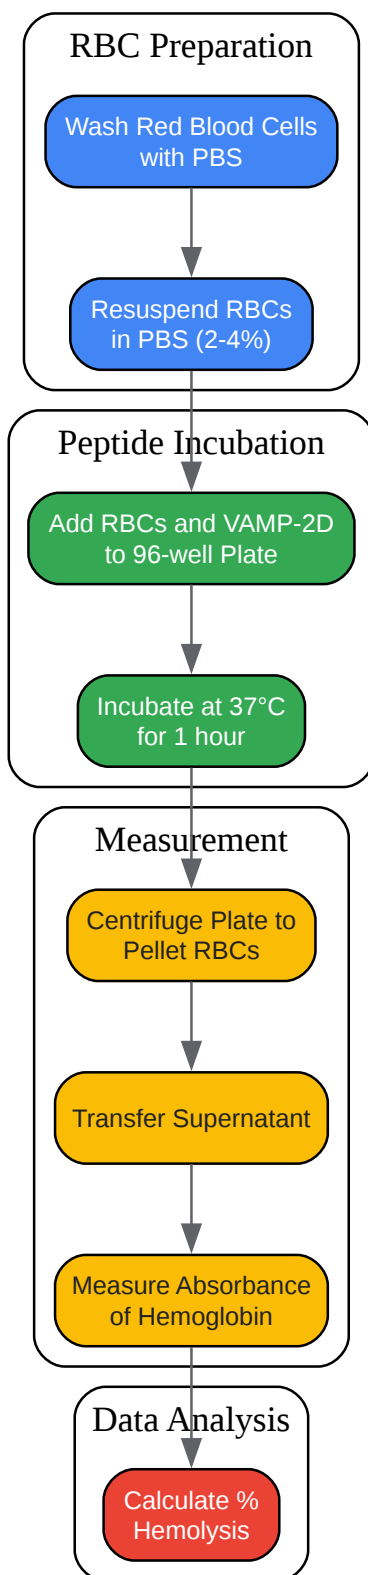 RBC Preparation
Wash Red Blood Cells
with PBS
Resuspend RBCs
in PBS (2-4%)
Peptide Incubation
Add RBCs and VAMP-2D
to 96-well Plate
Incubate at 37°C
for 1 hour
Measurement
Centrifuge Plate to
Pellet RBCs
Transfer Supernatant
Measure Absorbance
of Hemoglobin
Data Analysis
Calculate %
Hemolysis